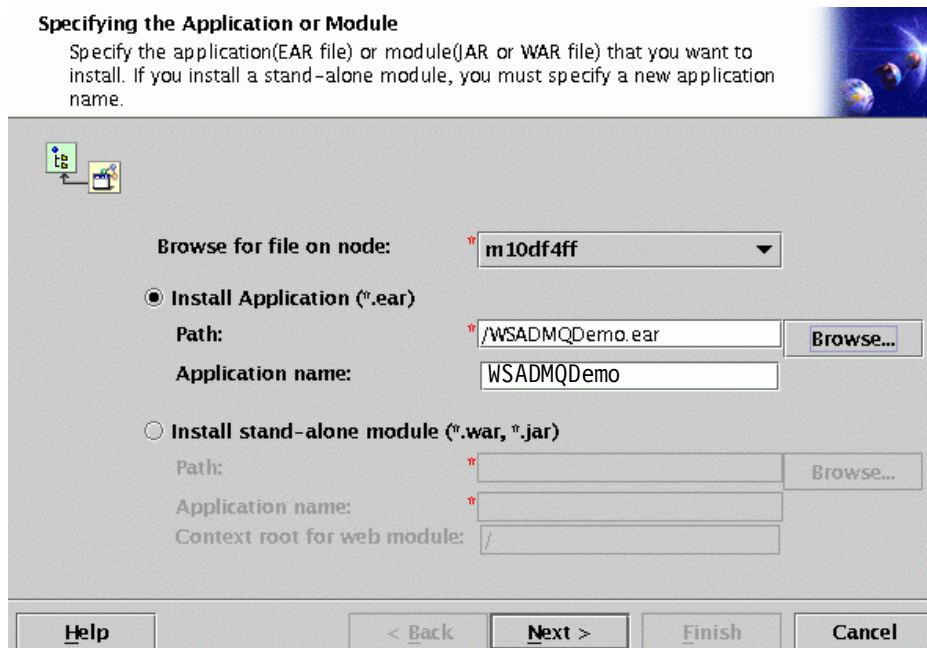 Specifying the Application or Module
Specify the application(EAR file) or module(JAR or WAR file) that you want to
install. If you install a stand-alone module, you must specify a new application
name.
Browse for file on node: * m10df4ff
Install Application (*.ear)
Path: * /WSADMQDemo.ear Browse...
Application name: WSADMQDemo
Install stand-alone module (*.war, *.jar)
Path: * Browse...
Application name: *
Context root for web module: /
Help < Back Next > Finish Cancel